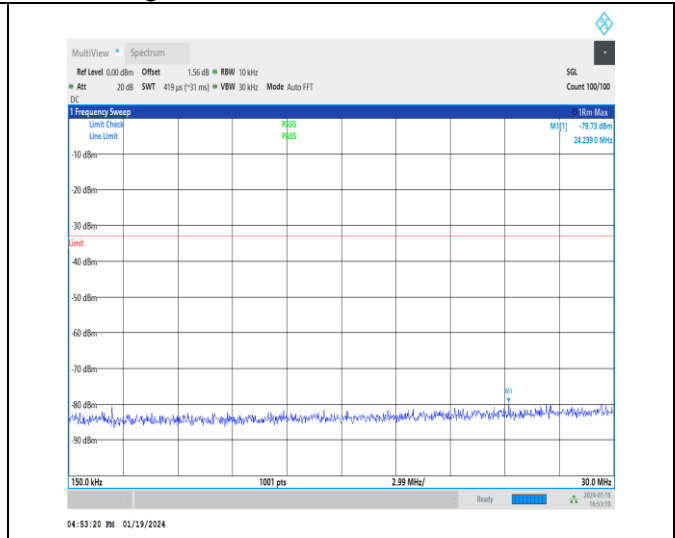 MultiView Spectrum
Ref Level 0.00 dBm Offset 1.56 dB RBW 10 kHz SGL
Att 20 dB SWT 419 µs (~31 ms) VBW 30 kHz Mode Auto FFT Count 100/100
DC
1 Frequency Sweep 1Rm Max
Limit Check PASS M1[1] -79.73 dBm
Line Limit PASS 24.2390 MHz
-10 dBm
-20 dBm
-30 dBm
Limit
-40 dBm
-50 dBm
-60 dBm
-70 dBm
M1
-80 dBm
-90 dBm
150.0 kHz 1001 pts 2.99 MHz/ 30.0 MHz
Ready 2024-01-19
16:53:19
04:53:20 PM 01/19/2024